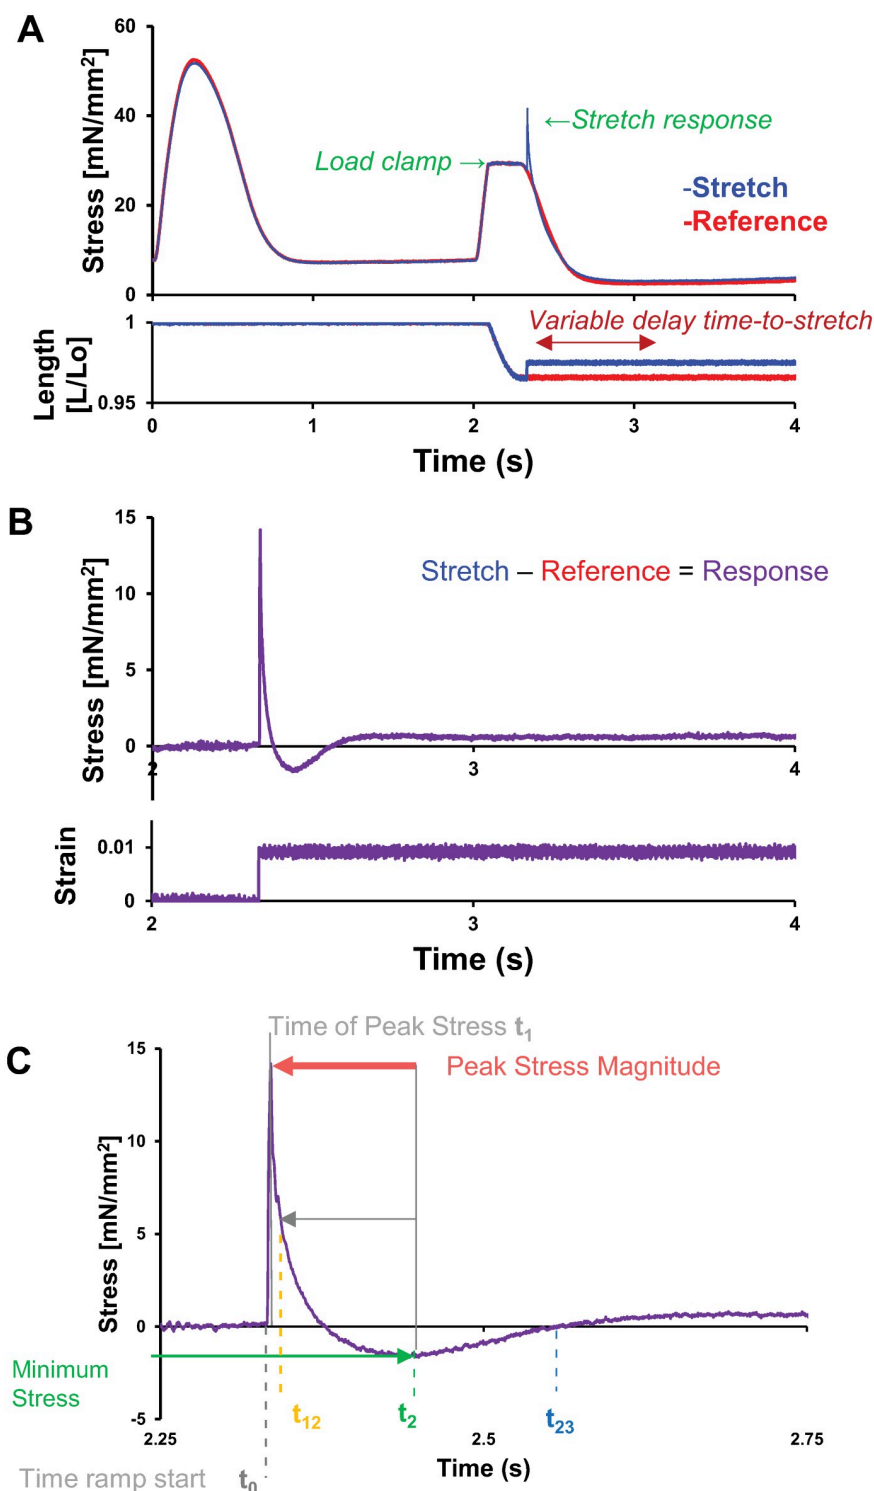 A
Stress [mN/mm²]
60
40
20
0
Load clamp →
←Stretch response
-Stretch
-Reference
Length
[L/Lo]
1
0.95
Variable delay time-to-stretch
0 1 2 3 4
Time (s)
B
Stress [mN/mm²]
15
10
5
0
Stretch – Reference = Response
2 3 4
Strain
0.01
0
2 3 4
Time (s)
C
Time of Peak Stress t₁
Peak Stress Magnitude
Stress [mN/mm²]
15
10
5
0
-5
Minimum
Stress
t₁₂ t₂ t₂₃
2.25 2.5 2.75
Time (s)
Time ramp start t₀